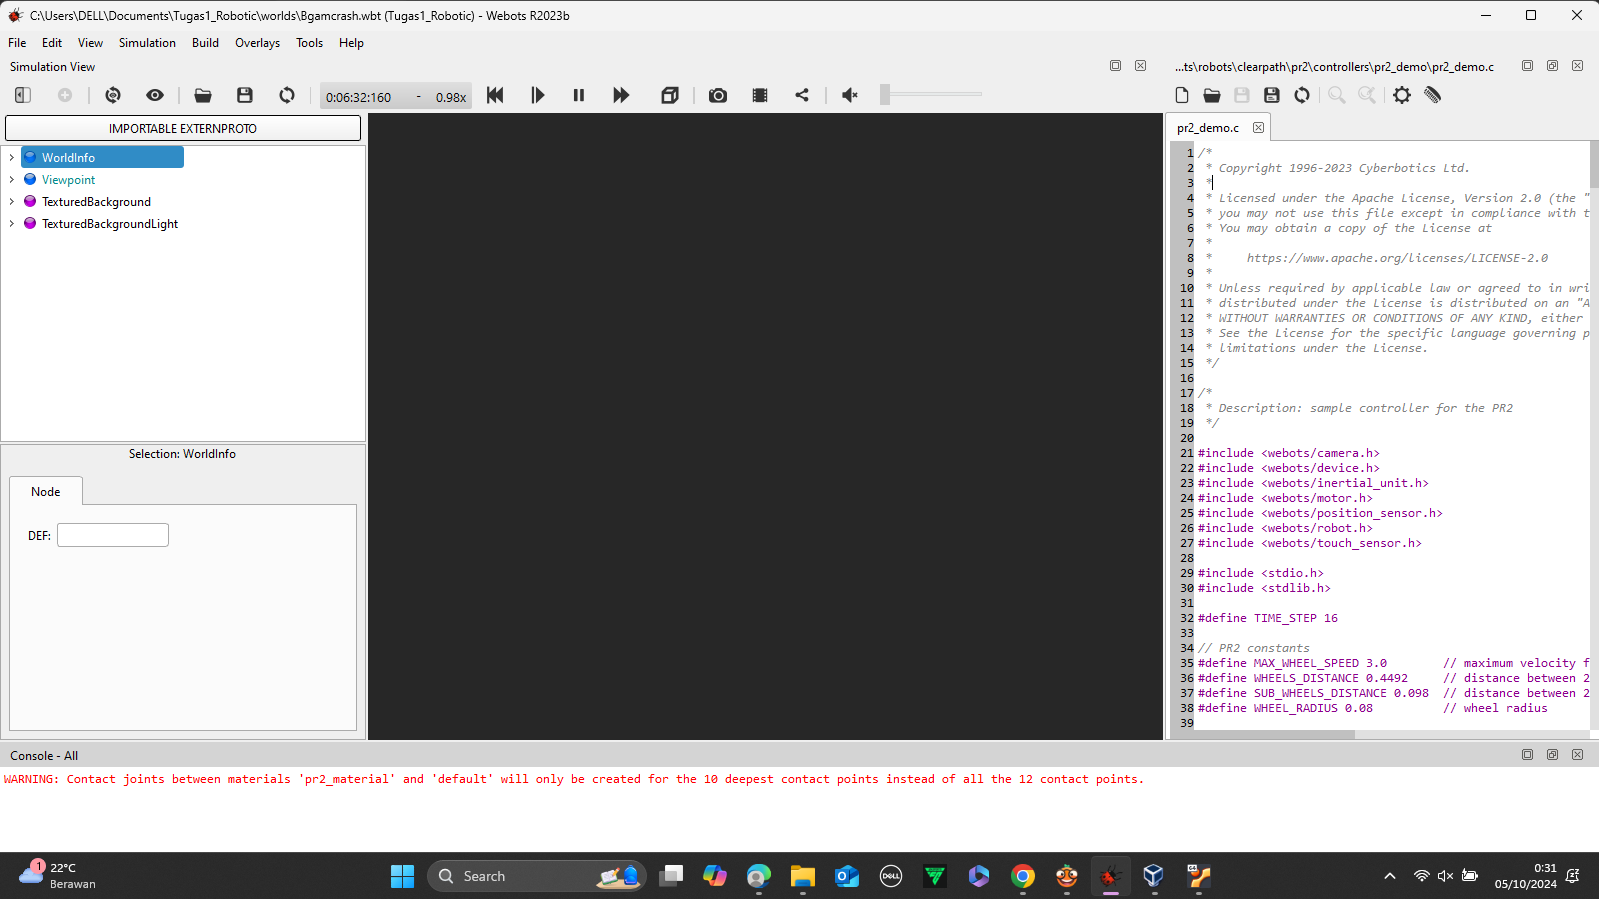 C:\Users\DELL\Documents\Tugas1_Robotic\worlds\Bgamcrash.wbt (Tugas1_Robotic) - Webots R2023b
File Edit View Simulation Build Overlays Tools Help
Simulation View
0:06:32:160 - 0.98x
IMPORTABLE EXTERNPROTO
WorldInfo
Viewpoint
TexturedBackground
TexturedBackgroundLight
Selection: WorldInfo
Node
DEF:
...ts\robots\clearpath\pr2\controllers\pr2_demo\pr2_demo.c
pr2_demo.c
1 /*
2 * Copyright 1996-2023 Cyberbotics Ltd.
3 *
4 * Licensed under the Apache License, Version 2.0 (the "
5 * you may not use this file except in compliance with t
6 * You may obtain a copy of the License at
7 *
8 * https://www.apache.org/licenses/LICENSE-2.0
9 *
10 * Unless required by applicable law or agreed to in wri
11 * distributed under the License is distributed on an "A
12 * WITHOUT WARRANTIES OR CONDITIONS OF ANY KIND, either
13 * See the License for the specific language governing p
14 * limitations under the License.
15 */
16
17 /*
18 * Description: sample controller for the PR2
19 */
20
21 #include <webots/camera.h>
22 #include <webots/device.h>
23 #include <webots/inertial_unit.h>
24 #include <webots/motor.h>
25 #include <webots/position_sensor.h>
26 #include <webots/robot.h>
27 #include <webots/touch_sensor.h>
28
29 #include <stdio.h>
30 #include <stdlib.h>
31
32 #define TIME_STEP 16
33
34 // PR2 constants
35 #define MAX_WHEEL_SPEED 3.0 // maximum velocity f
36 #define WHEELS_DISTANCE 0.4492 // distance between 2
37 #define SUB_WHEELS_DISTANCE 0.098 // distance between 2
38 #define WHEEL_RADIUS 0.08 // wheel radius
39
Console - All
WARNING: Contact joints between materials 'pr2_material' and 'default' will only be created for the 10 deepest contact points instead of all the 12 contact points.
1
22°C
Berawan
Search
DELL
0:31
05/10/2024